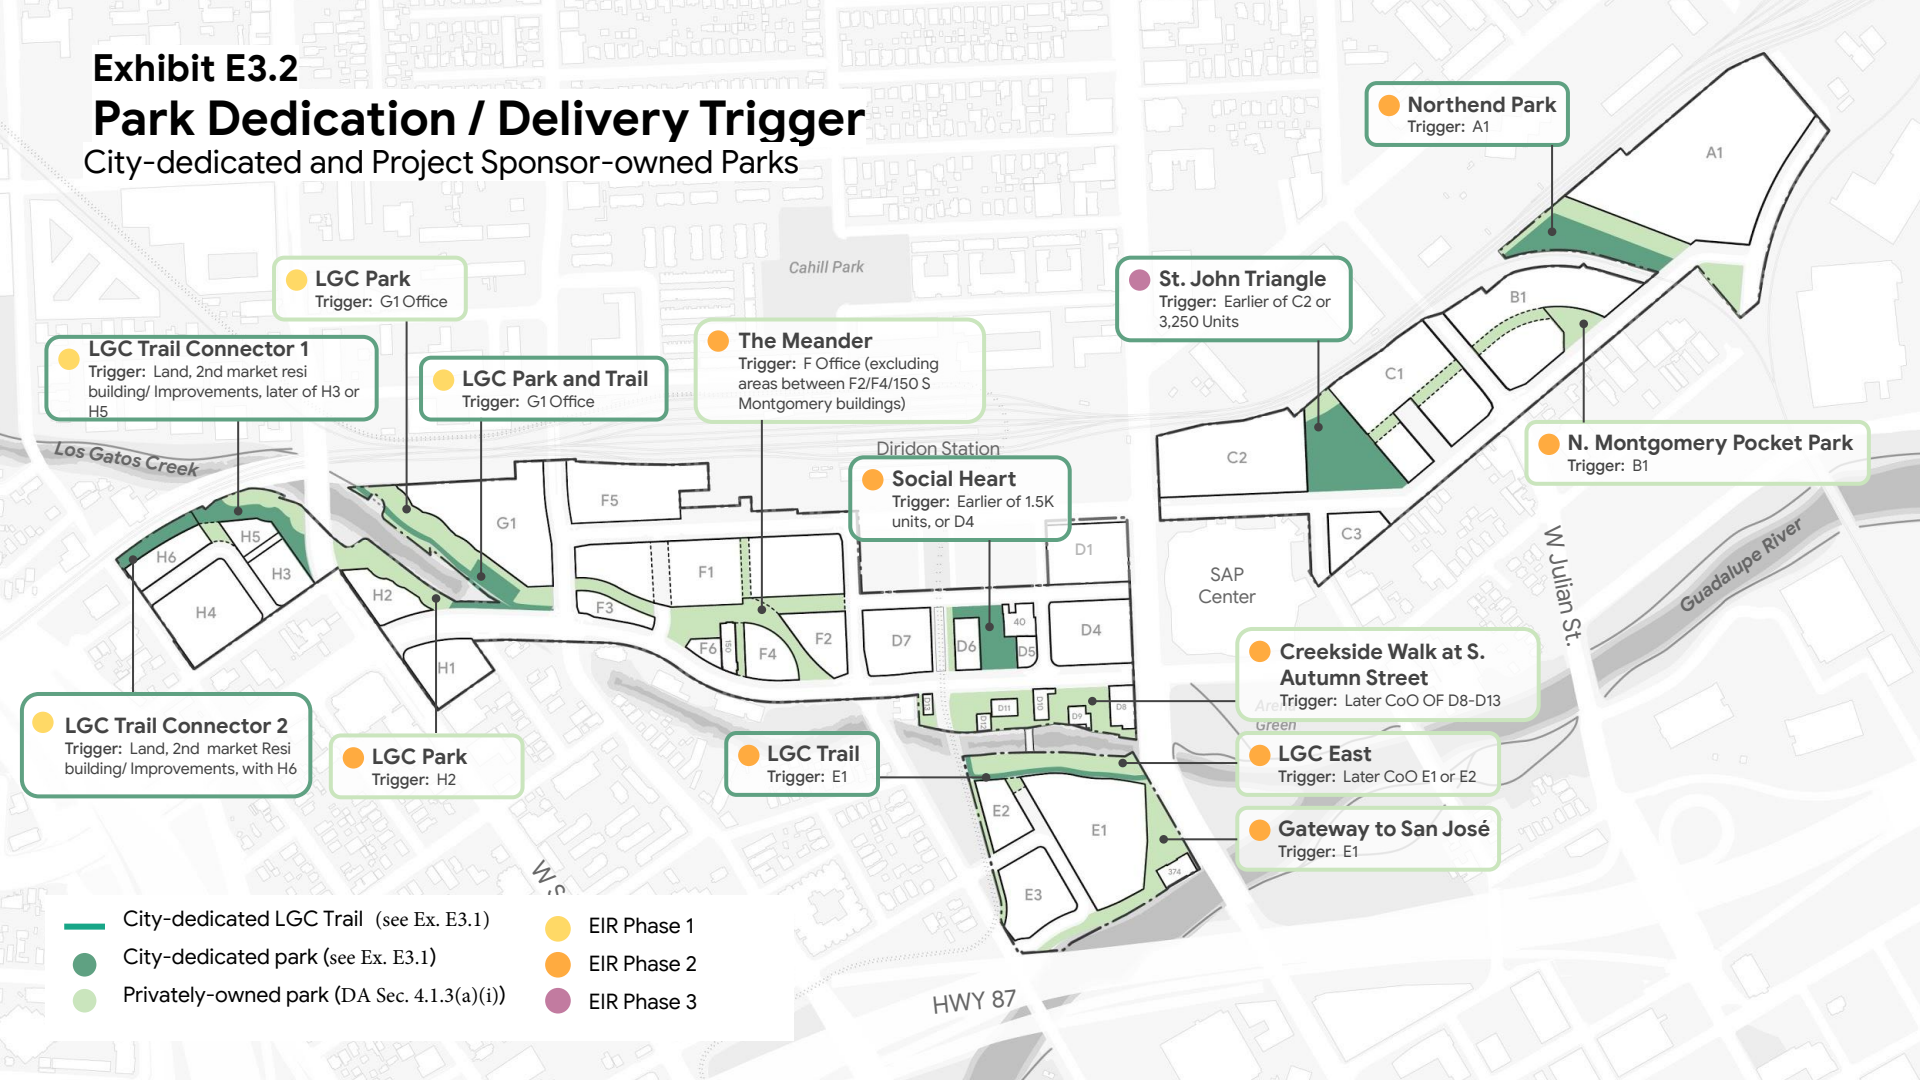 Exhibit E3.2
Park Dedication / Delivery Trigger
City-dedicated and Project Sponsor-owned Parks
Northend Park
Trigger: A1
A1
Cahill Park
LGC Park
Trigger: G1 Office
St. John Triangle
Trigger: Earlier of C2 or
3,250 Units
B1
LGC Trail Connector 1
Trigger: Land, 2nd market resi
building/ Improvements, later of H3 or
H5
LGC Park and Trail
Trigger: G1 Office
The Meander
Trigger: F Office (excluding
areas between F2/F4/150 S
Montgomery buildings)
C1
N. Montgomery Pocket Park
Trigger: B1
Los Gatos Creek
Diridon Station
Social Heart
Trigger: Earlier of 1.5K
units, or D4
C2
C3
F5
G1
H5
H6
H3
H4
H2
H1
F1
F3
F6
150
F4
F2
D1
D7
D6
40
D5
D4
SAP
Center
W Julian St.
Guadalupe River
D13
D12
D11
D10
D9
D8
Creekside Walk at S.
Autumn Street
Trigger: Later CoO OF D8-D13
Arena
Green
LGC Trail Connector 2
Trigger: Land, 2nd market Resi
building/ Improvements, with H6
LGC Park
Trigger: H2
LGC Trail
Trigger: E1
LGC East
Trigger: Later CoO E1 or E2
E2
E1
E3
374
Gateway to San José
Trigger: E1
W S
City-dedicated LGC Trail (see Ex. E3.1)
City-dedicated park (see Ex. E3.1)
Privately-owned park (DA Sec. 4.1.3(a)(i))
EIR Phase 1
EIR Phase 2
EIR Phase 3
HWY 87